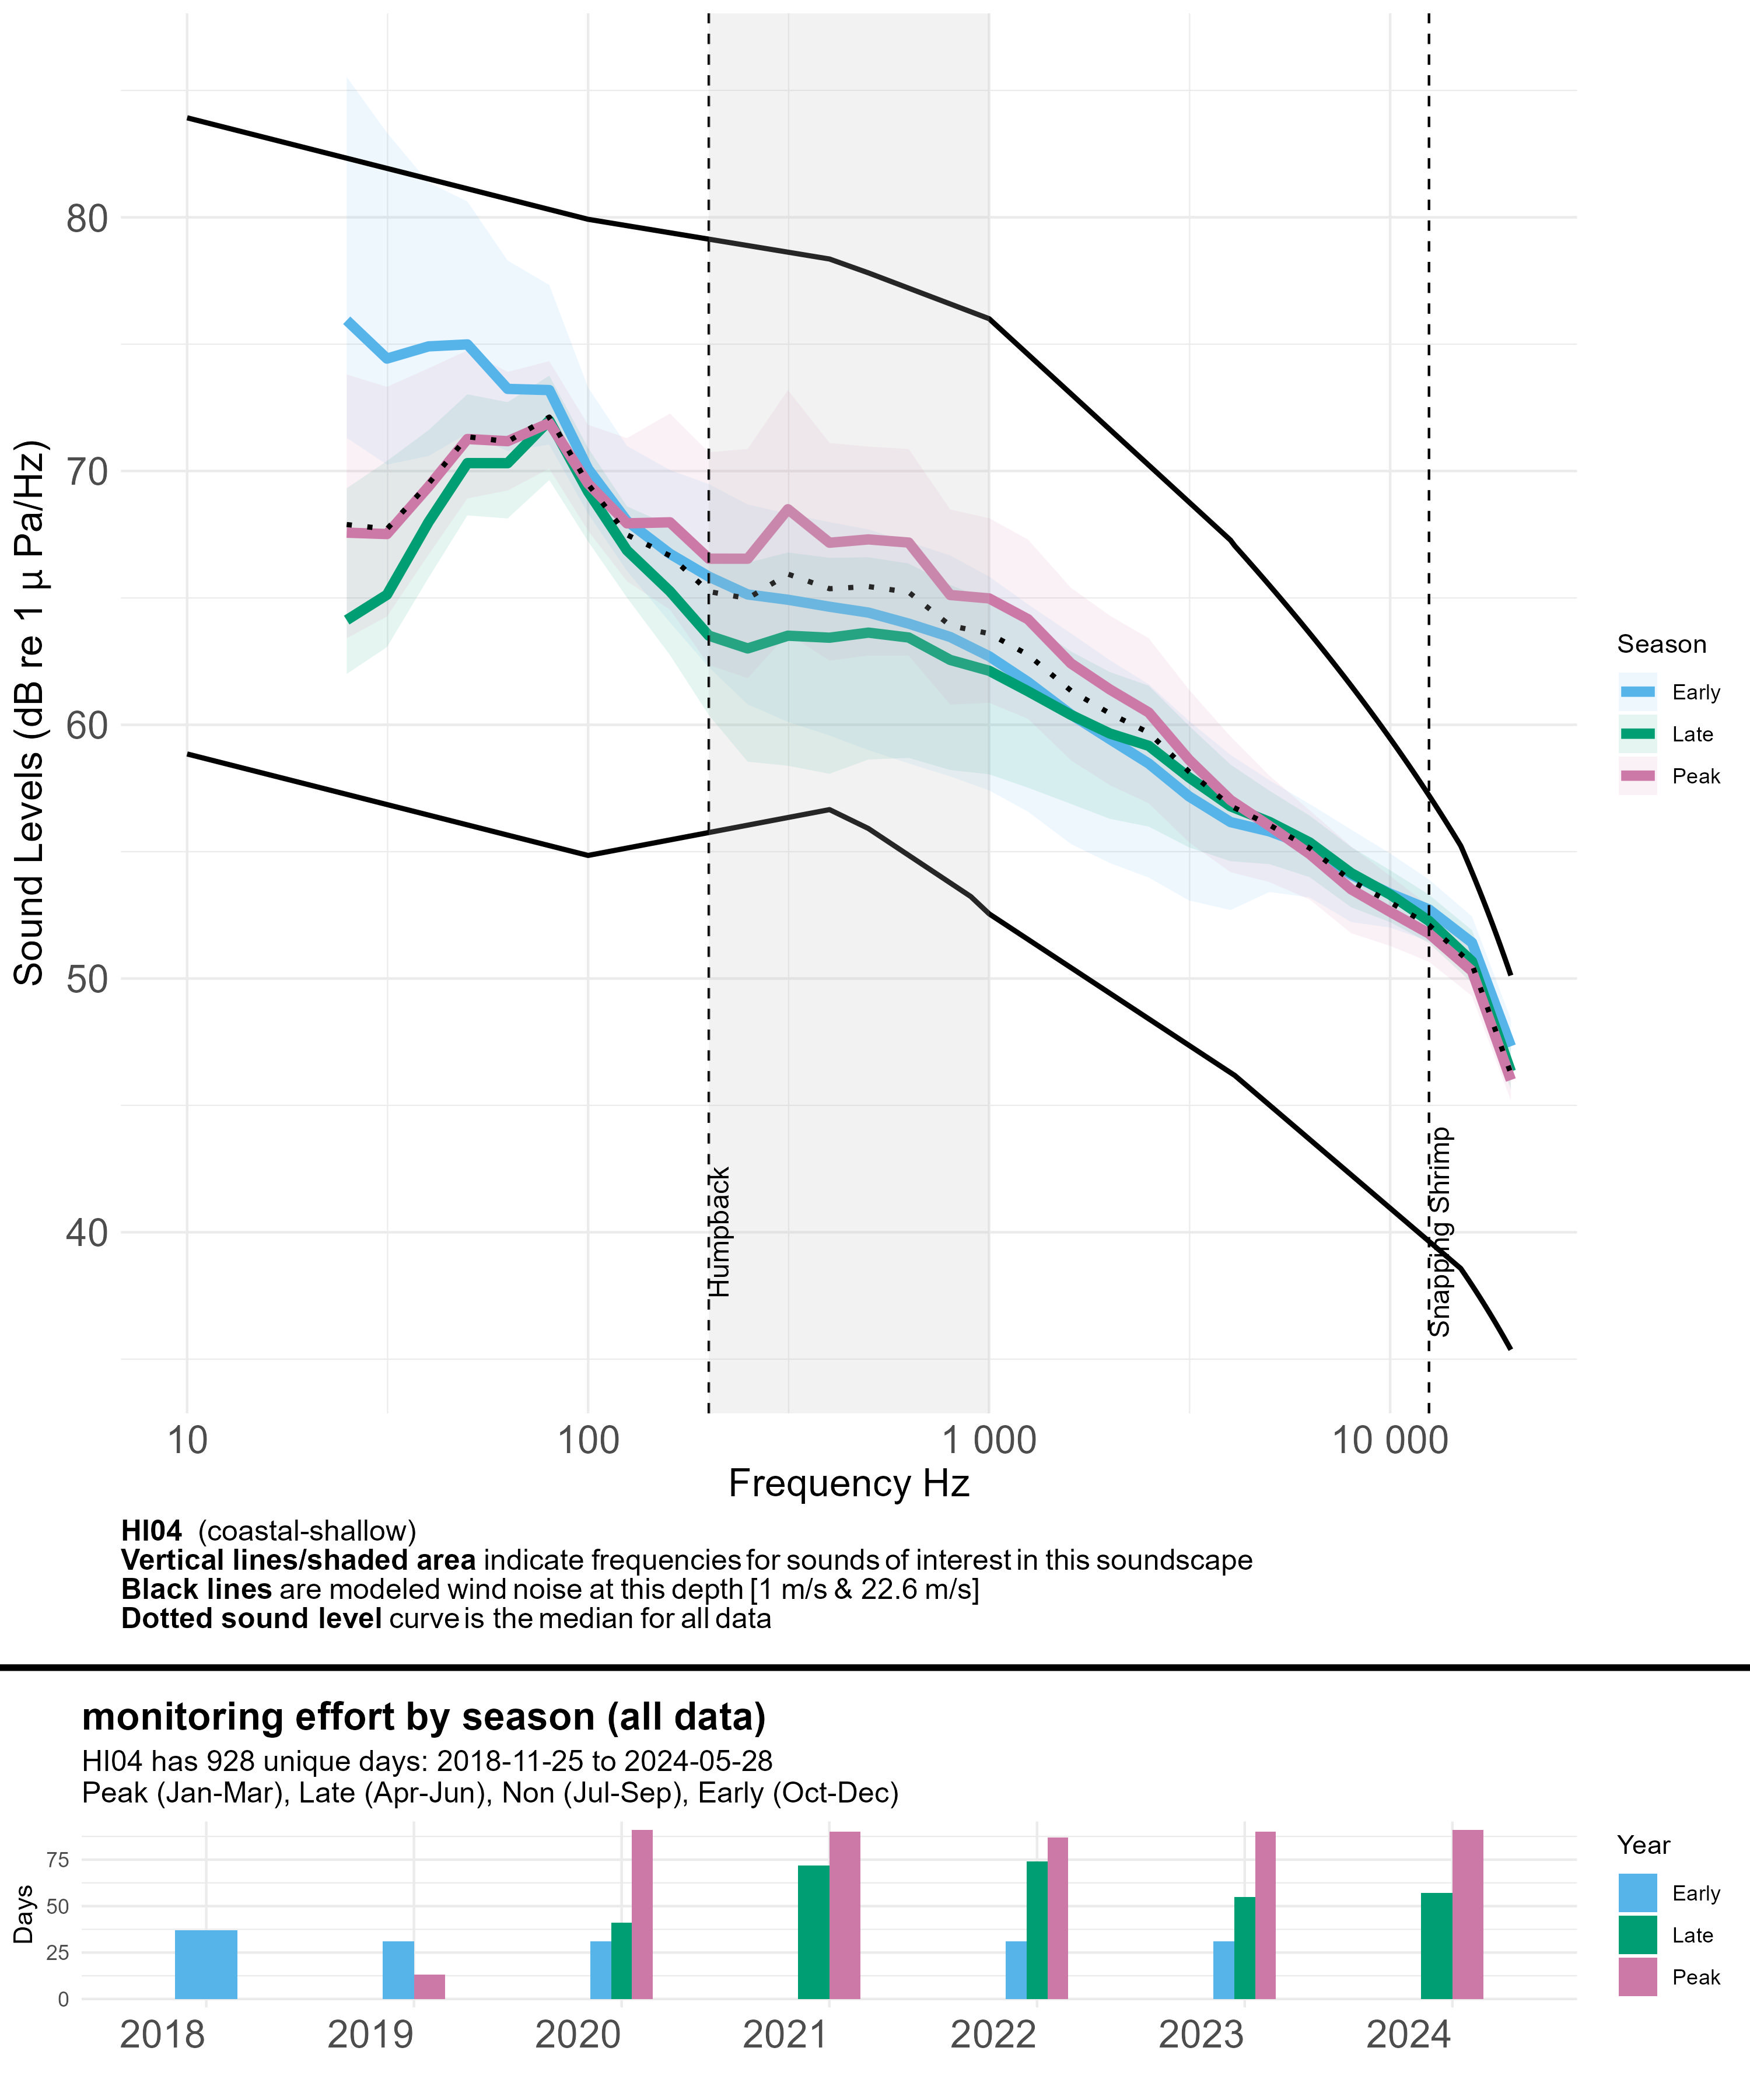 80
70
60
50
40
Sound Levels (dB re 1 µ Pa/Hz)
Humpback
Snapping Shrimp
10
100
1 000
10 000
Frequency Hz
Season
Early
Late
Peak
HI04 (coastal-shallow)
Vertical lines/shaded area indicate frequencies for sounds of interest in this soundscape
Black lines are modeled wind noise at this depth [1 m/s & 22.6 m/s]
Dotted sound level curve is the median for all data
monitoring effort by season (all data)
HI04 has 928 unique days: 2018-11-25 to 2024-05-28
Peak (Jan-Mar), Late (Apr-Jun), Non (Jul-Sep), Early (Oct-Dec)
Days
75
50
25
0
2018
2019
2020
2021
2022
2023
2024
Year
Early
Late
Peak